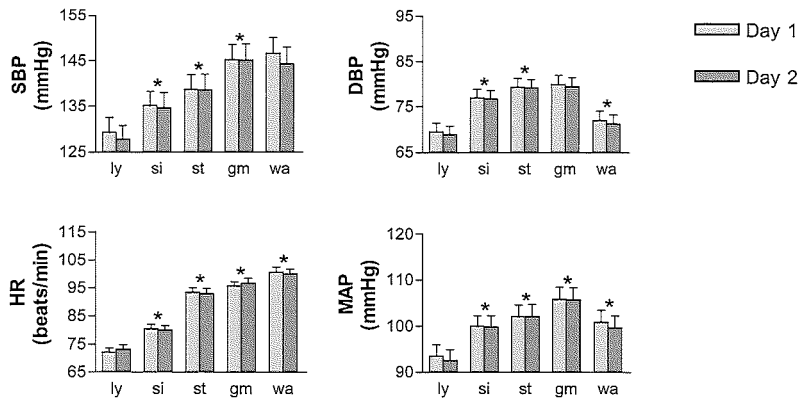 SBP
(mmHg)
155
145
135
125
* * *
ly si st gm wa
DBP
(mmHg)
95
85
75
65
* * *
ly si st gm wa
Day 1
Day 2
HR
(beats/min)
115
105
95
85
75
65
* * * *
ly si st gm wa
MAP
(mmHg)
120
110
100
90
* * * *
ly si st gm wa